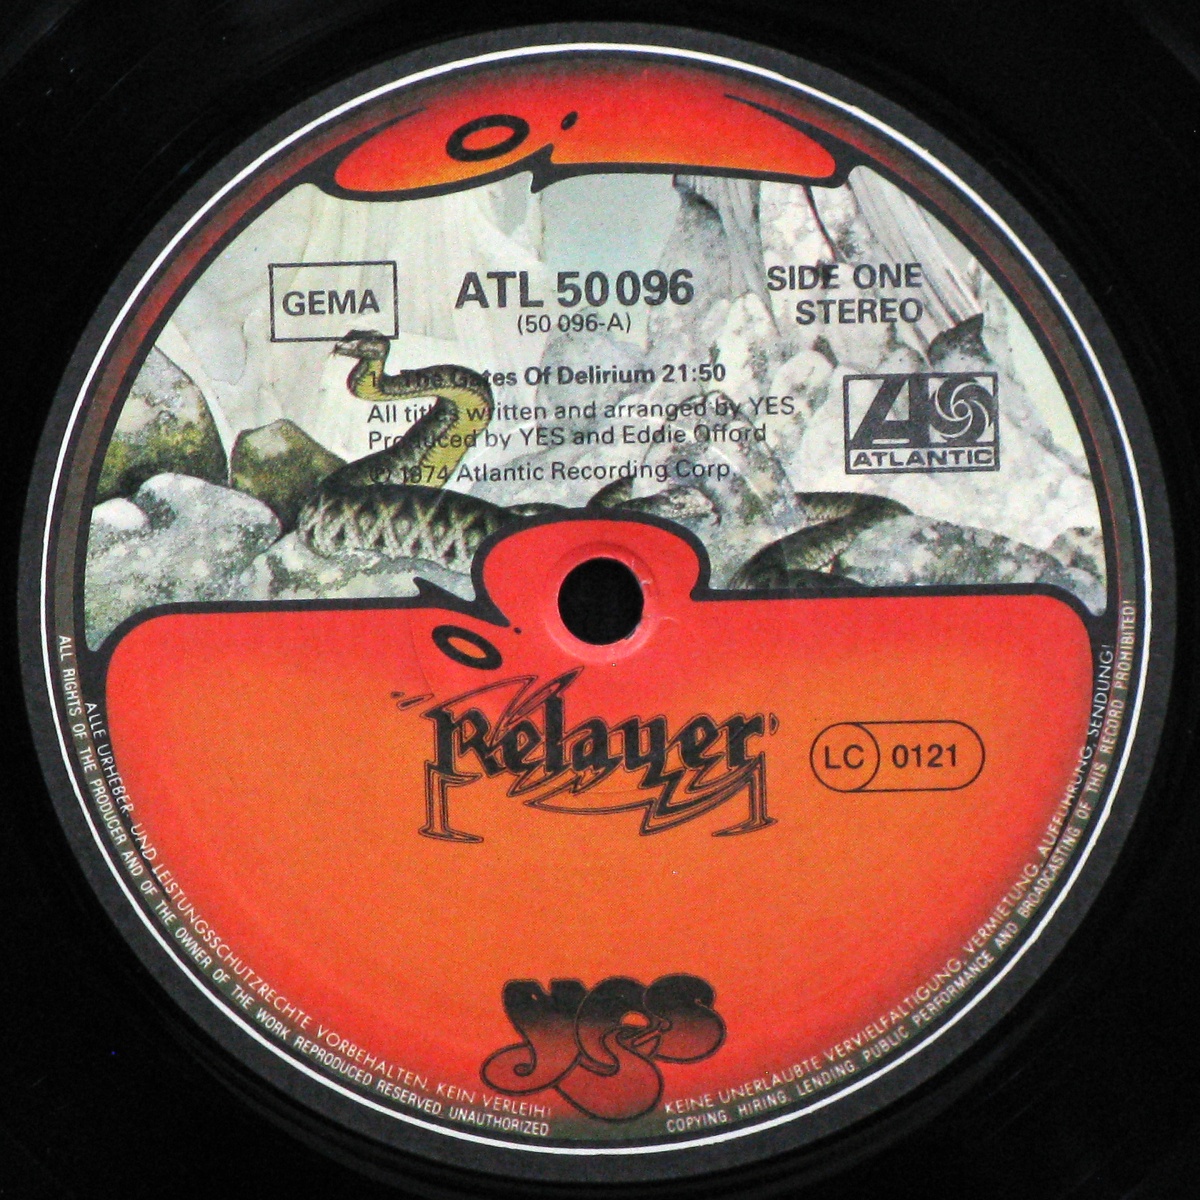 GEMA
ATL 50 096
(50 096-A)
SIDE ONE
STEREO
1. The Gates Of Delirium 21:50
All titles written and arranged by YES
Produced by YES and Eddie Offord
℗ 1974 Atlantic Recording Corp.
ATLANTIC
Relayer
LC 0121
YES
ALLE URHEBER- UND LEISTUNGSSCHUTZRECHTE VORBEHALTEN. KEIN VERLEIH!
KEINE UNERLAUBTE VERVIELFÄLTIGUNG, VERMIETUNG, AUFFÜHRUNG, SENDUNG!
ALL RIGHTS OF THE PRODUCER AND OF THE OWNER OF THE WORK REPRODUCED RESERVED. UNAUTHORIZED
COPYING, HIRING, LENDING, PUBLIC PERFORMANCE AND BROADCASTING OF THIS RECORD PROHIBITED!